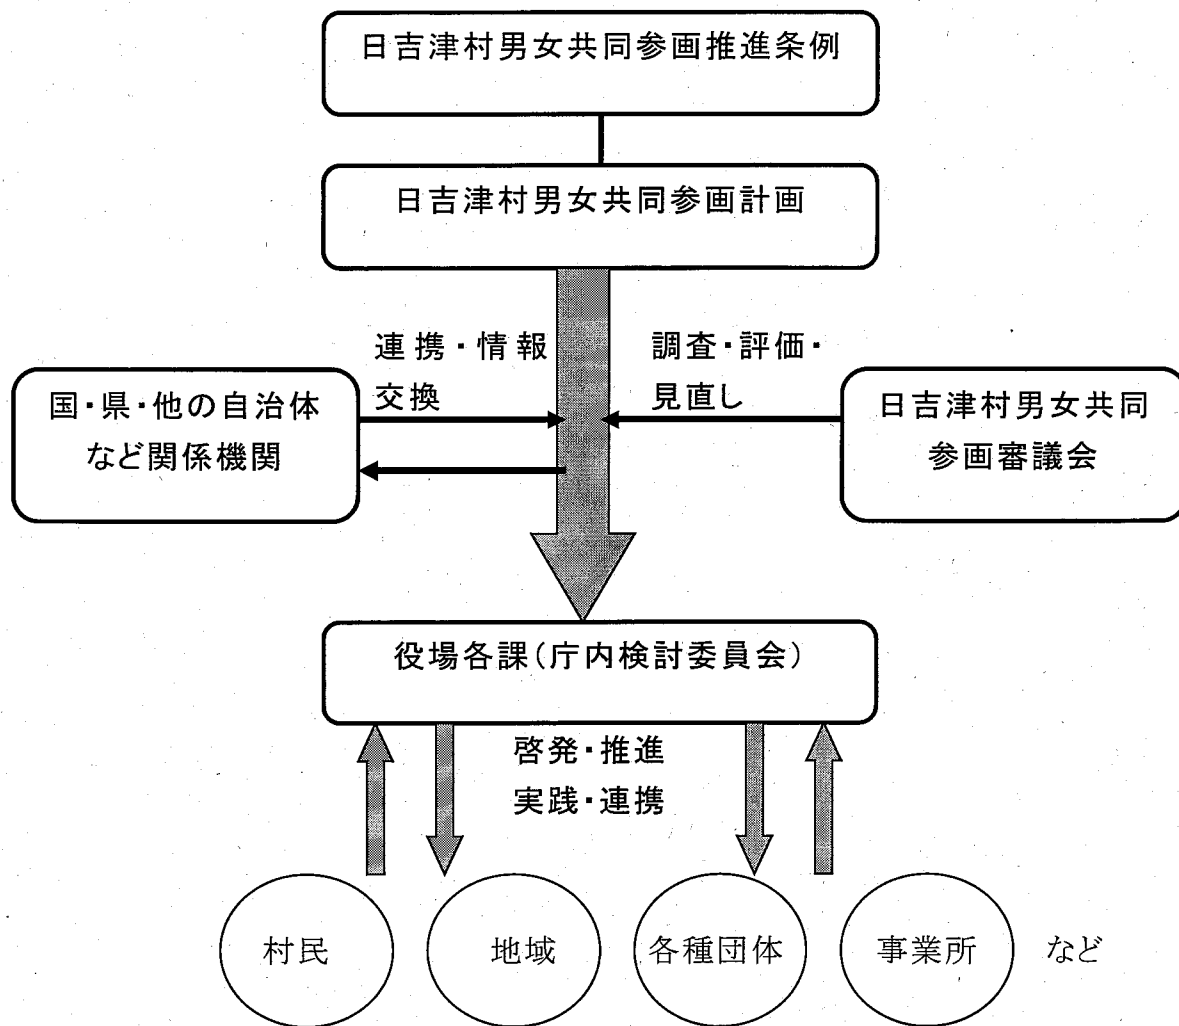 日吉津村男女共同参画推進条例
日吉津村男女共同参画計画
連携・情報
交換
調査・評価・
見直し
国・県・他の自治体
など関係機関
日吉津村男女共同
参画審議会
役場各課(庁内検討委員会)
啓発・推進
実践・連携
村民
地域
各種団体
事業所
など